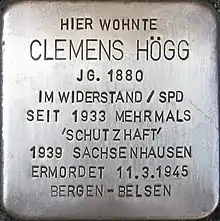 HIER WOHNTE
CLEMENS HÖGG
JG. 1880
IM WIDERSTAND / SPD
SEIT 1933 MEHRMALS
'SCHUTZHAFT'
1939 SACHSENHAUSEN
ERMORDET 11.3.1945
BERGEN-BELSEN